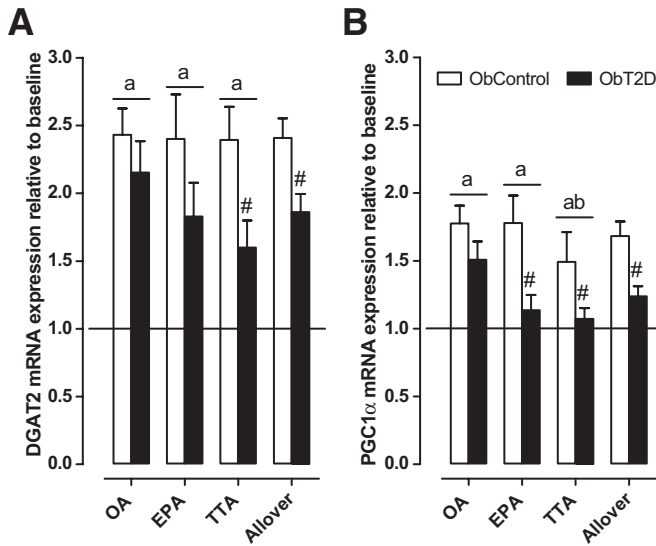 A
DGAT2 mRNA expression relative to baseline
3.0
2.5
2.0
1.5
1.0
0.5
0.0
a
a
a
#
#
OA
EPA
TTA
Allover
B
PGC1α mRNA expression relative to baseline
3.0
2.5
2.0
1.5
1.0
0.5
0.0
ObControl
ObT2D
a
a
ab
#
#
#
OA
EPA
TTA
Allover